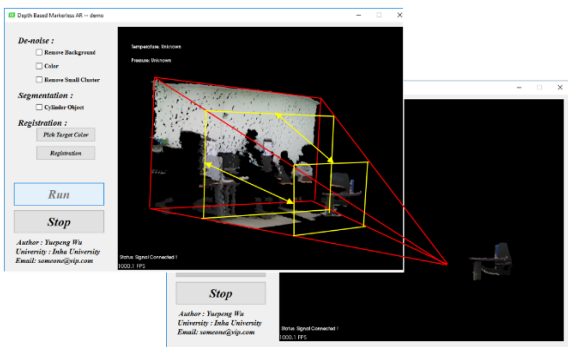 Depth Based Markerless AR -- demo
De-noise :
Remove Background
Color
Remove Small Cluster
Segmentation :
Cylinder Object
Registration :
Pick Target Color
Registration
Run
Stop
Author : Yuepeng Wu
University : Inha University
Email: someone@vip.com
Temperature: Unknown
Pressure: Unknown
Status: Signal Connected !
1000.1 FPS
Stop
Author : Yuepeng Wu
University : Inha University
Email: someone@vip.com
Status: Signal Connected !
1000.1 FPS